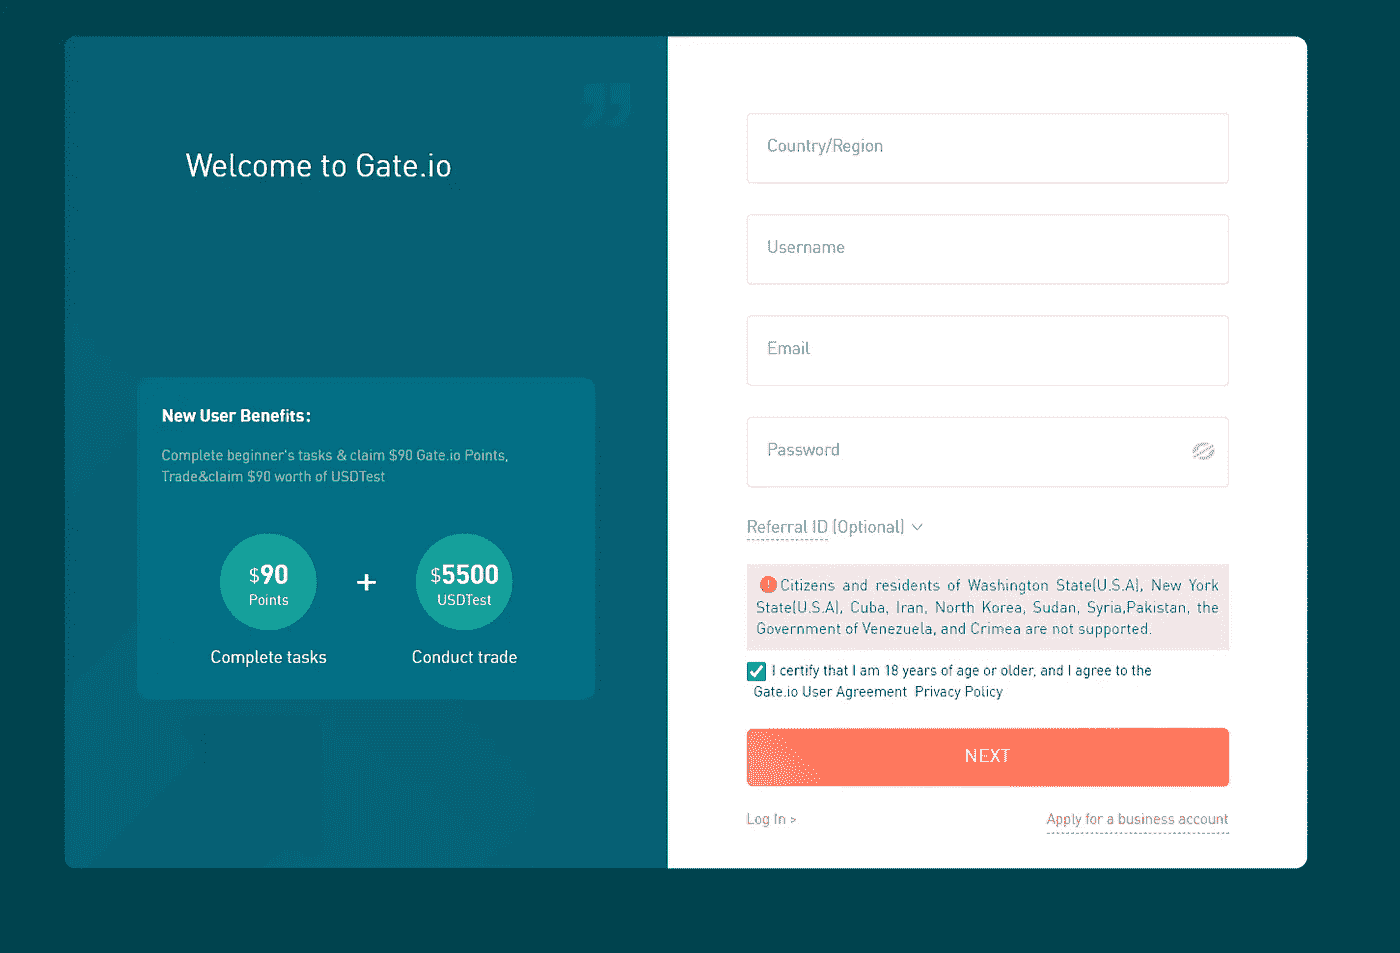 Welcome to Gate.io
New User Benefits:
Complete beginner's tasks & claim $90 Gate.io Points,
Trade&claim $90 worth of USDTest
$90
Points
+
$5500
USDTest
Complete tasks
Conduct trade
Country/Region
Username
Email
Password
Referral ID (Optional)
Citizens and residents of Washington State(U.S.A), New York
State(U.S.A), Cuba, Iran, North Korea, Sudan, Syria,Pakistan, the
Government of Venezuela, and Crimea are not supported.
I certify that I am 18 years of age or older, and I agree to the
Gate.io User Agreement Privacy Policy
NEXT
Log In >
Apply for a business account